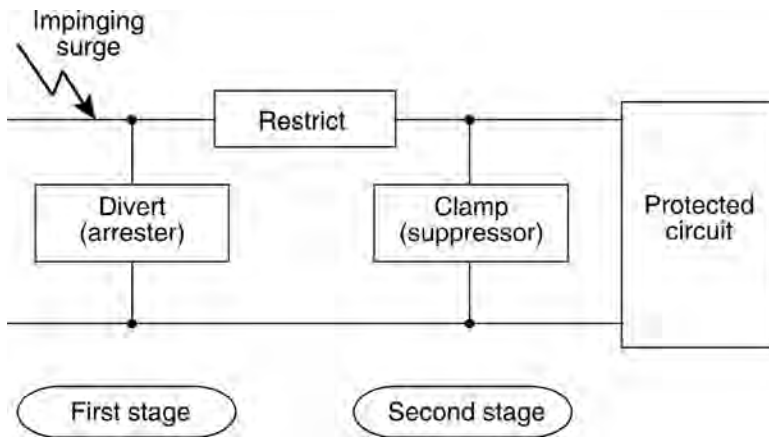 Impinging
surge
Restrict
Divert
(arrester)
Clamp
(suppressor)
Protected
circuit
First stage
Second stage